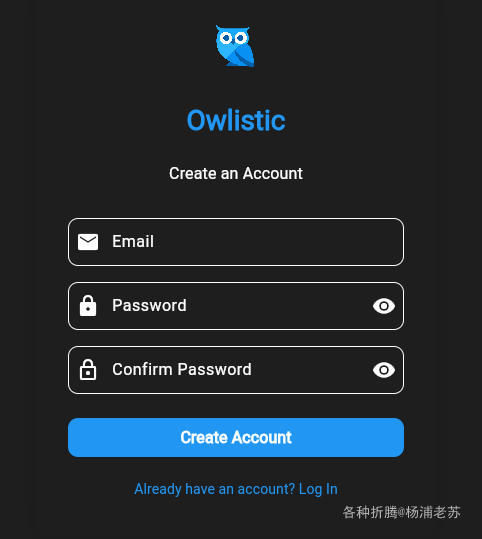 Owlistic
Create an Account
Email
Password
Confirm Password
Create Account
Already have an account? Log In
各种折腾@杨浦老苏